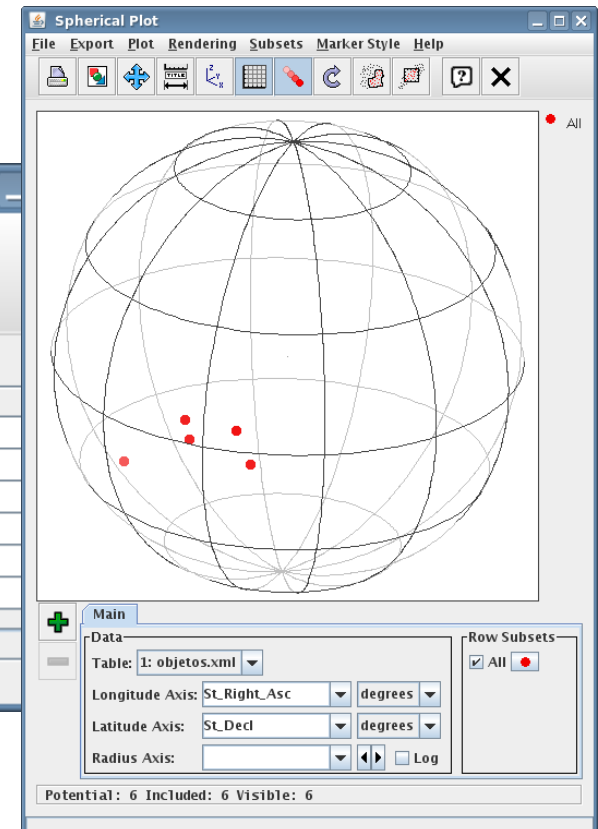 Spherical Plot
File Export Plot Rendering Subsets Marker Style Help
TITLE
z
y
x
All
Main
Data
Table: 1: objetos.xml
Longitude Axis: St_Right_Asc degrees
Latitude Axis: St_Decl degrees
Radius Axis: Log
Row Subsets
All
Potential: 6 Included: 6 Visible: 6